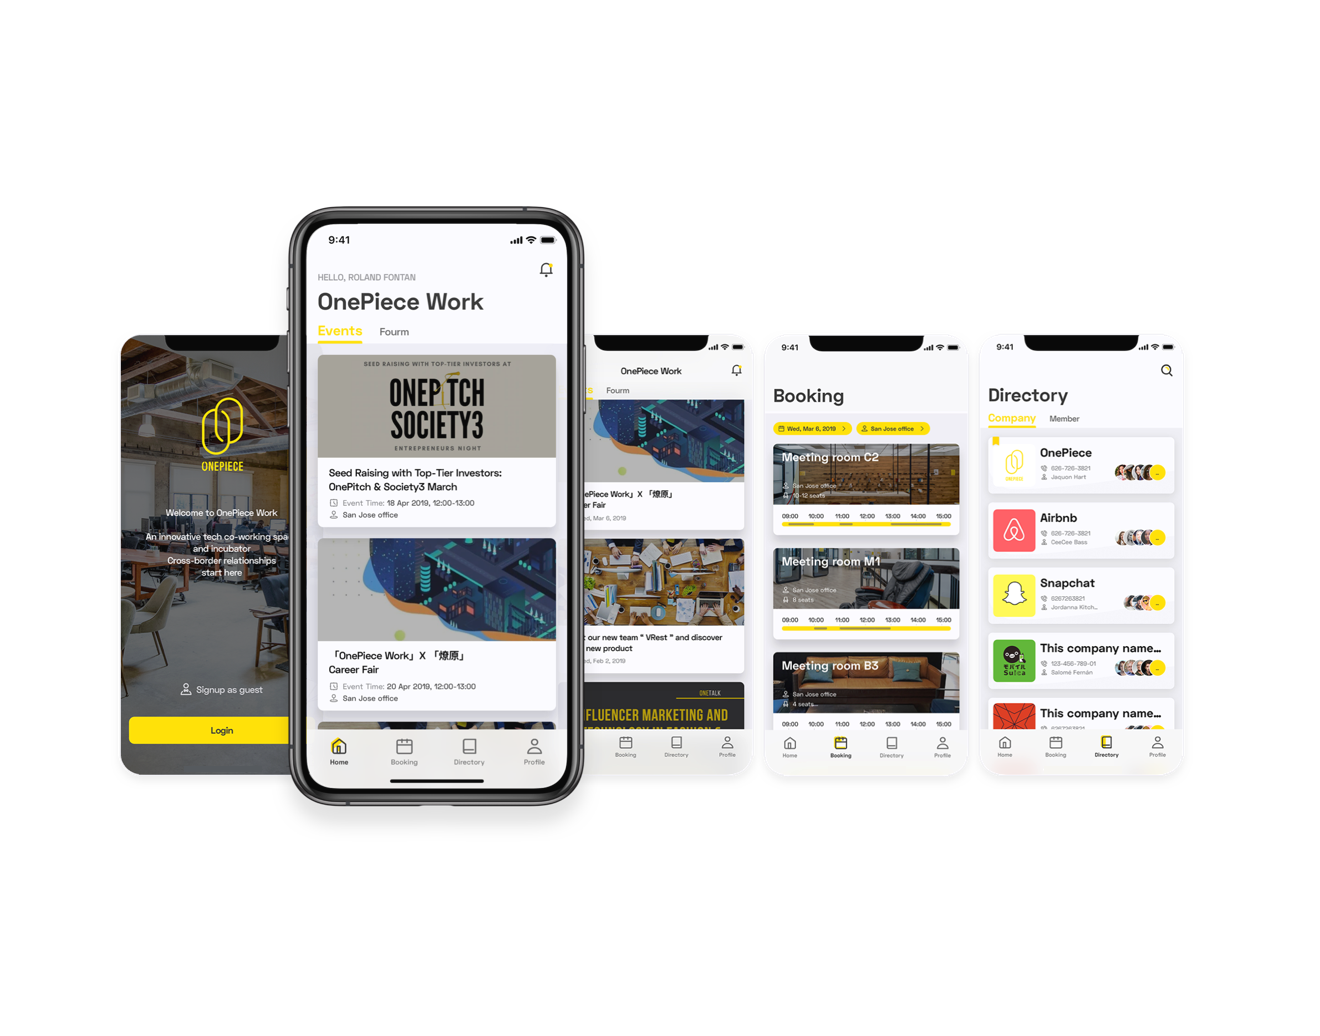 ONEPIECE
Welcome to OnePiece Work
An innovative tech co-working spa
and incubator
Cross-border relationships
start here
Signup as guest
Login
9:41
HELLO, ROLAND FONTAN
OnePiece Work
Events Fourm
SEED RAISING WITH TOP-TIER INVESTORS AT
ONEPITCH
SOCIETY3
ENTREPRENEURS NIGHT
Seed Raising with Top-Tier Investors:
OnePitch & Society3 March
Event Time: 18 Apr 2019, 12:00-13:00
San Jose office
「OnePiece Work」X 「燎原」
Career Fair
Event Time: 20 Apr 2019, 12:00-13:00
San Jose office
Home Booking Directory Profile
OnePiece Work
s Fourm
ePiece Work」X 「燎原」
er Fair
ed, Mar 6, 2019
t our new team “ VRest ” and discover
new product
ed, Feb 2, 2019
ONETALK
FLUENCER MARKETING AND
Booking Directory Profile
9:41
Booking
Wed, Mar 6, 2019 San Jose office
Meeting room C2
San Jose office
10-12 seats
09:00 10:00 11:00 12:00 13:00 14:00 15:00
Meeting room M1
San Jose office
6 seats
09:00 10:00 11:00 12:00 13:00 14:00 15:00
Meeting room B3
San Jose office
4 seats
09:00 10:00 11:00 12:00 13:00 14:00 15:00
Home Booking Directory Profile
9:41
Directory
Company Member
ONEPIECE
OnePiece
626-726-3821
Jaquon Hart
Airbnb
626-726-3821
CeeCee Bass
Snapchat
6267263821
Jordanna Kitch...
モバイル
Suica
This company name...
123-456-789-01
Salomé Fernán
This company name...
Home Booking Directory Profile